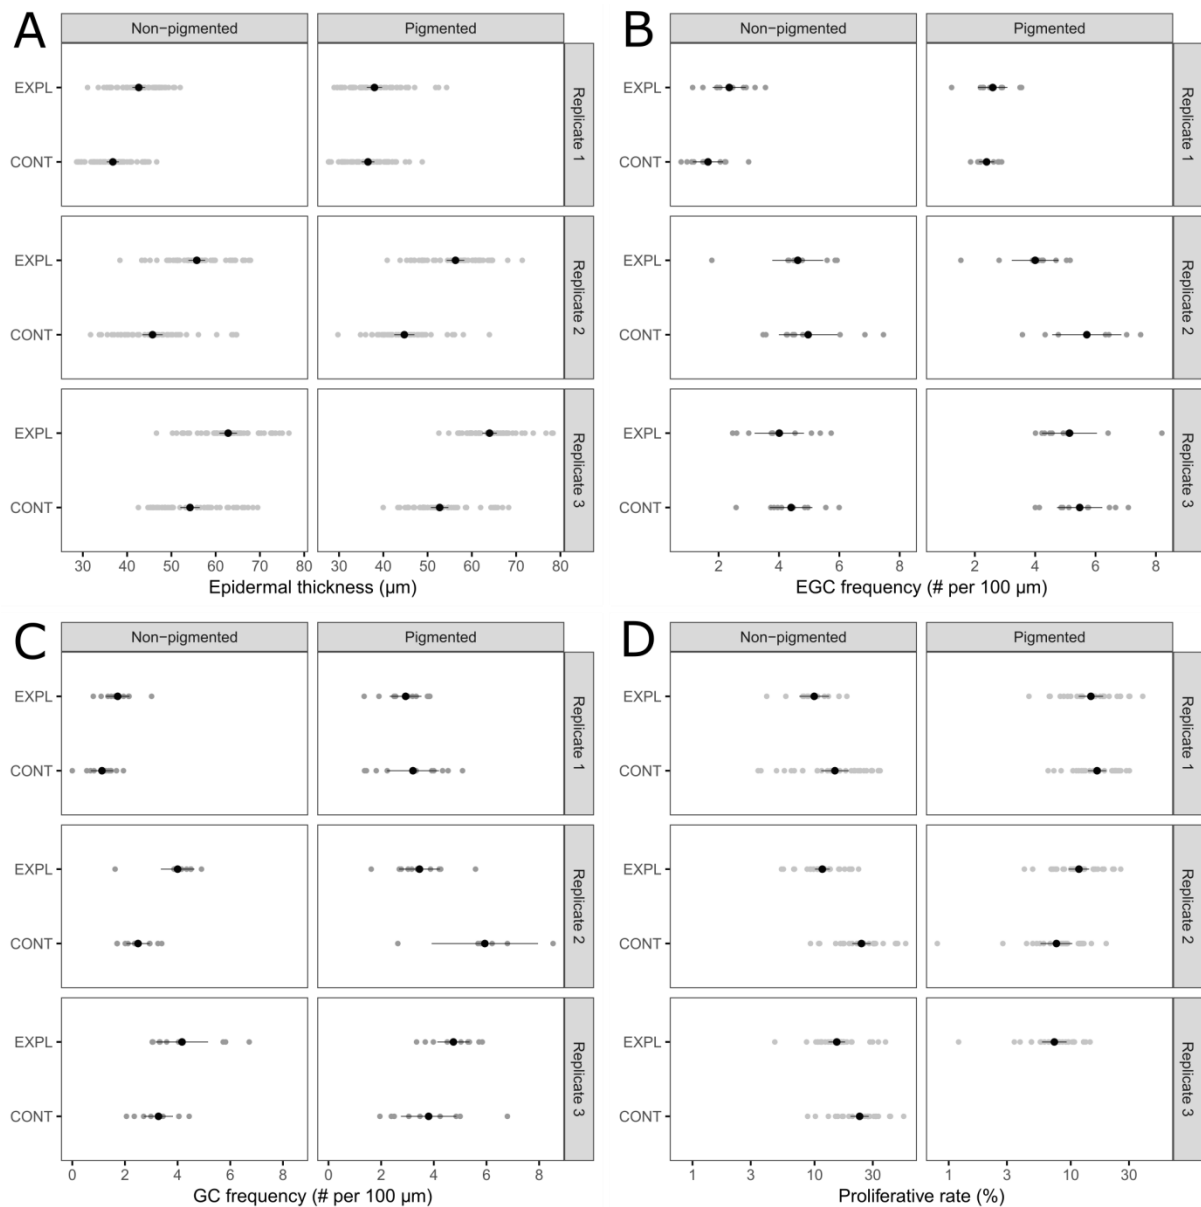 A
Non−pigmented
Pigmented
EXPL
CONT
Replicate 1
EXPL
CONT
Replicate 2
EXPL
CONT
Replicate 3
30 40 50 60 70 80 30 40 50 60 70 80
Epidermal thickness (µm)
B
Non−pigmented
Pigmented
EXPL
CONT
Replicate 1
EXPL
CONT
Replicate 2
EXPL
CONT
Replicate 3
2 4 6 8 2 4 6 8
EGC frequency (# per 100 µm)
C
Non−pigmented
Pigmented
EXPL
CONT
Replicate 1
EXPL
CONT
Replicate 2
EXPL
CONT
Replicate 3
0 2 4 6 8 0 2 4 6 8
GC frequency (# per 100 µm)
D
Non−pigmented
Pigmented
EXPL
CONT
Replicate 1
EXPL
CONT
Replicate 2
EXPL
CONT
Replicate 3
1 3 10 30 1 3 10 30
Proliferative rate (%)